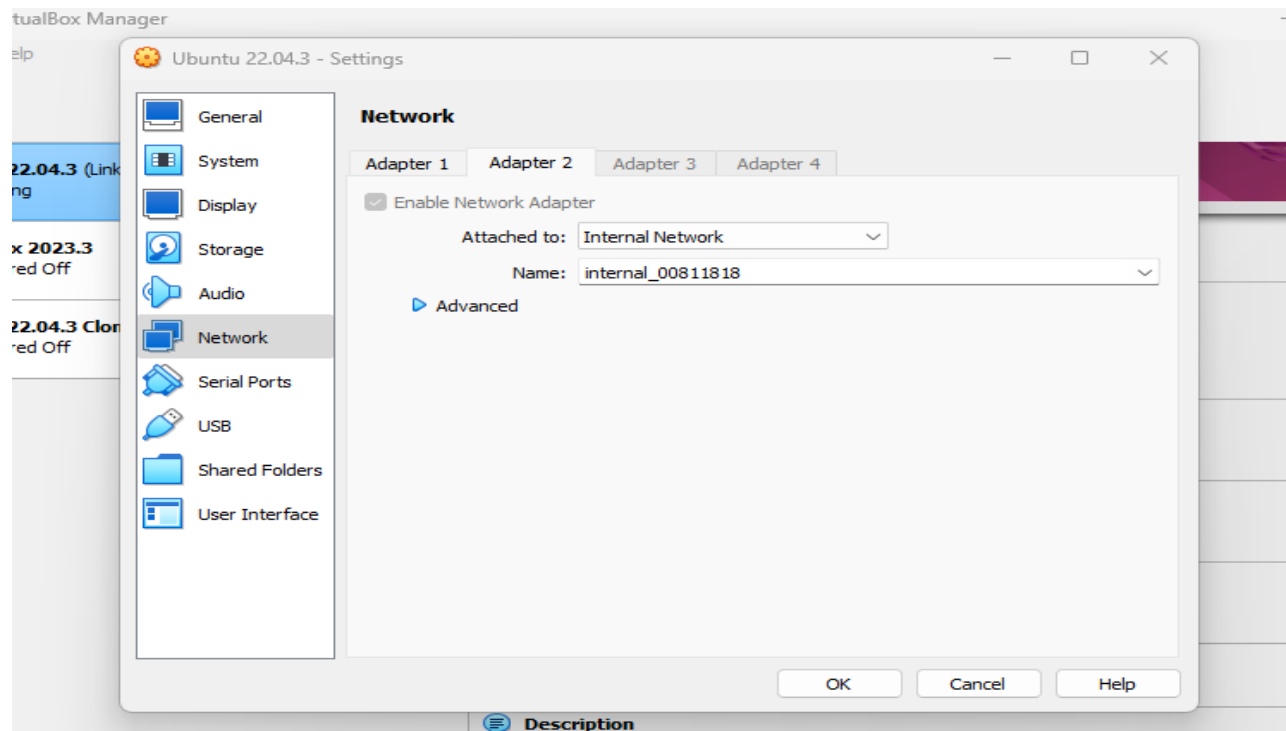 tualBox Manager
elp
Ubuntu 22.04.3 - Settings
22.04.3 (Link
ng
x 2023.3
red Off
22.04.3 Clon
red Off
General
System
Display
Storage
Audio
Network
Serial Ports
USB
Shared Folders
User Interface
Network
Adapter 1 Adapter 2 Adapter 3 Adapter 4
Enable Network Adapter
Attached to: Internal Network
Name: internal_00811818
Advanced
OK Cancel Help
Description